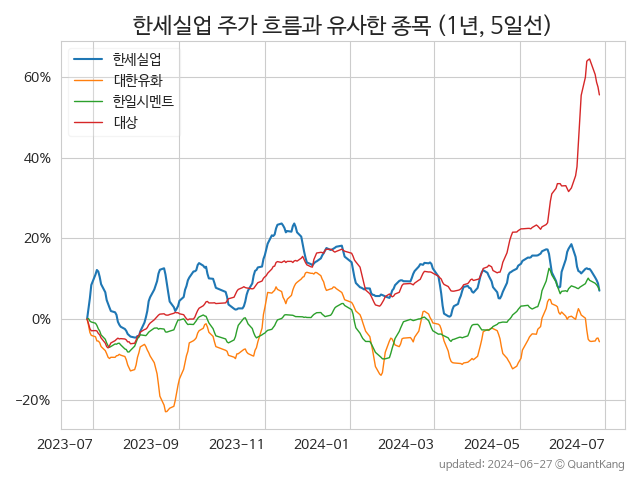 한세실업 주가 흐름과 유사한 종목 (1년, 5일선)
한세실업
대한유화
한일시멘트
대상
60%
40%
20%
0%
−20%
2023-07 2023-09 2023-11 2024-01 2024-03 2024-05 2024-07
updated: 2024-06-27 © QuantKang